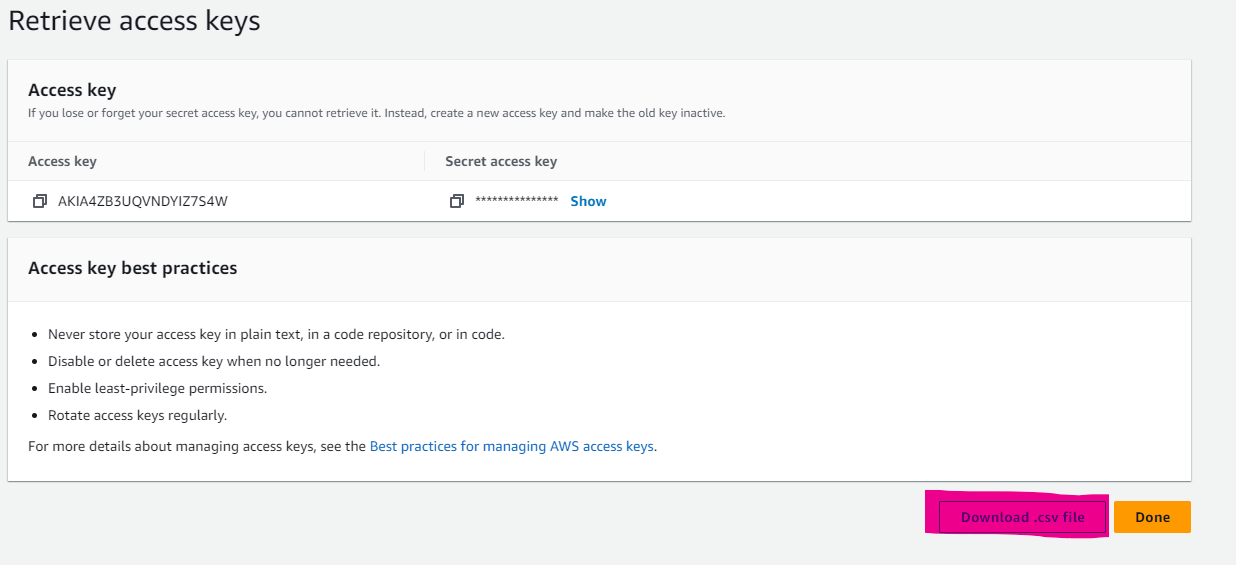 Retrieve access keys
Access key
If you lose or forget your secret access key, you cannot retrieve it. Instead, create a new access key and make the old key inactive.
Access key Secret access key
AKIA4ZB3UQVNDYIZ7S4W *************** Show
Access key best practices
Never store your access key in plain text, in a code repository, or in code.
Disable or delete access key when no longer needed.
Enable least-privilege permissions.
Rotate access keys regularly.
For more details about managing access keys, see the Best practices for managing AWS access keys.
Download .csv file Done